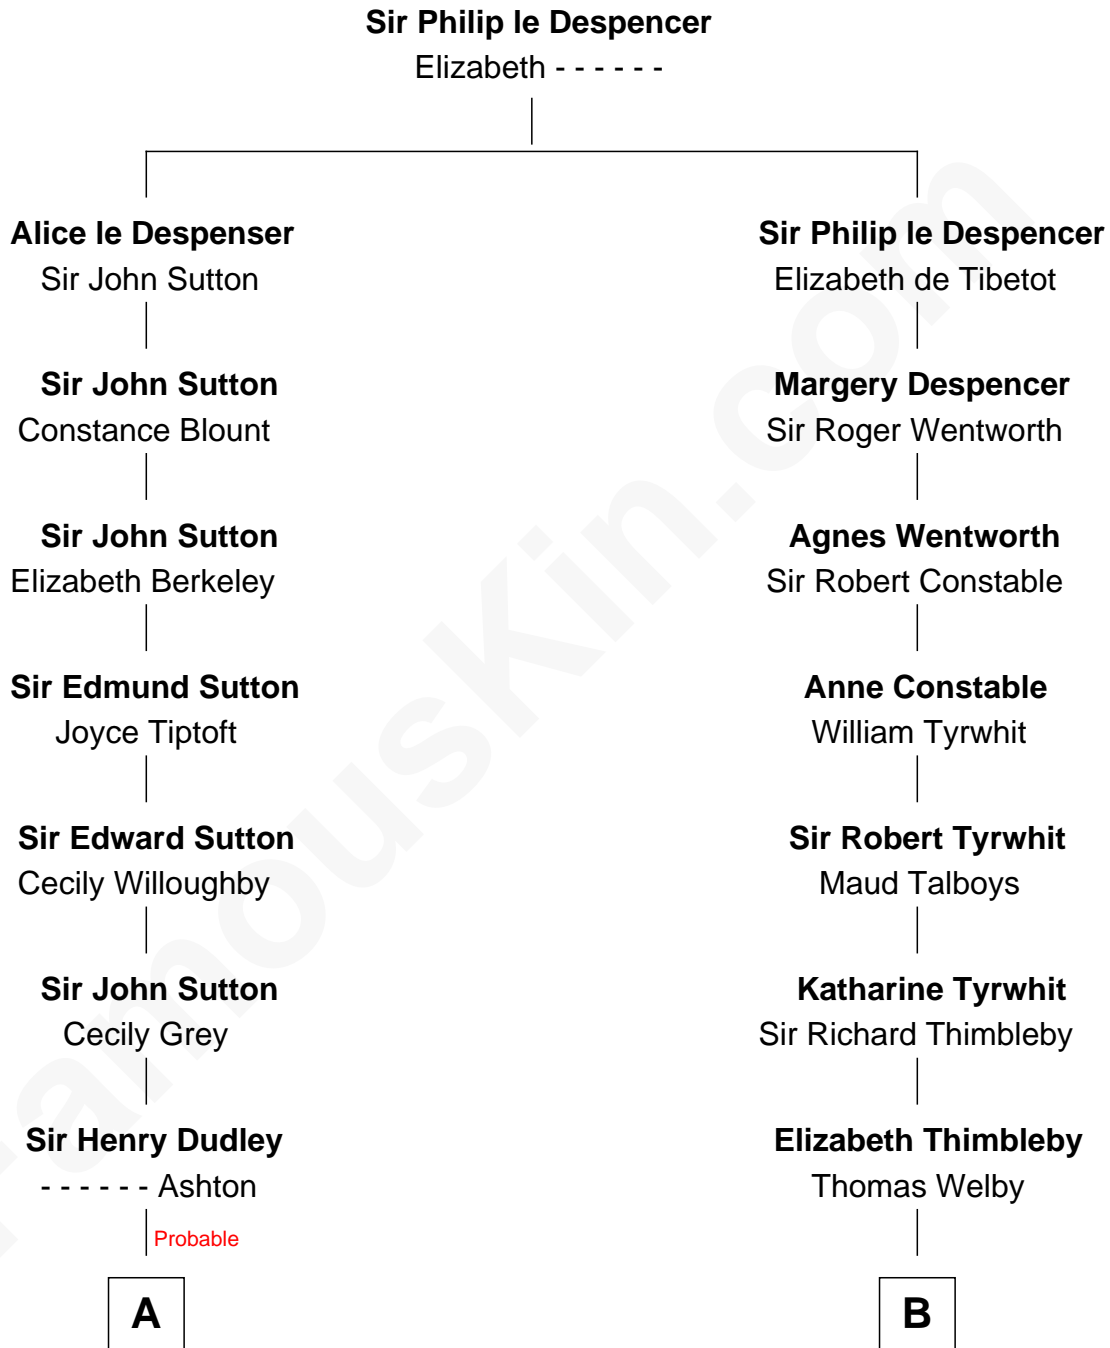 Sir Philip le Despencer
Elizabeth - - - - - -
Alice le Despenser
Sir John Sutton
Sir Philip le Despencer
Elizabeth de Tibetot
Sir John Sutton
Constance Blount
Margery Despencer
Sir Roger Wentworth
Sir John Sutton
Elizabeth Berkeley
Agnes Wentworth
Sir Robert Constable
Sir Edmund Sutton
Joyce Tiptoft
Anne Constable
William Tyrwhit
Sir Edward Sutton
Cecily Willoughby
Sir Robert Tyrwhit
Maud Talboys
Sir John Sutton
Cecily Grey
Katharine Tyrwhit
Sir Richard Thimbleby
Sir Henry Dudley
- - - - - - Ashton
Elizabeth Thimbleby
Thomas Welby
Probable
A
B
FamousKin.com